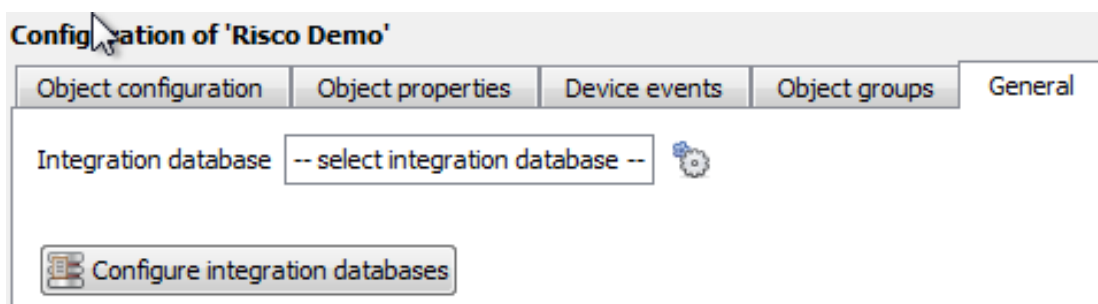 Configuration of 'Risco Demo'
Object configuration Object properties Device events Object groups General
Integration database -- select integration database --
Configure integration databases